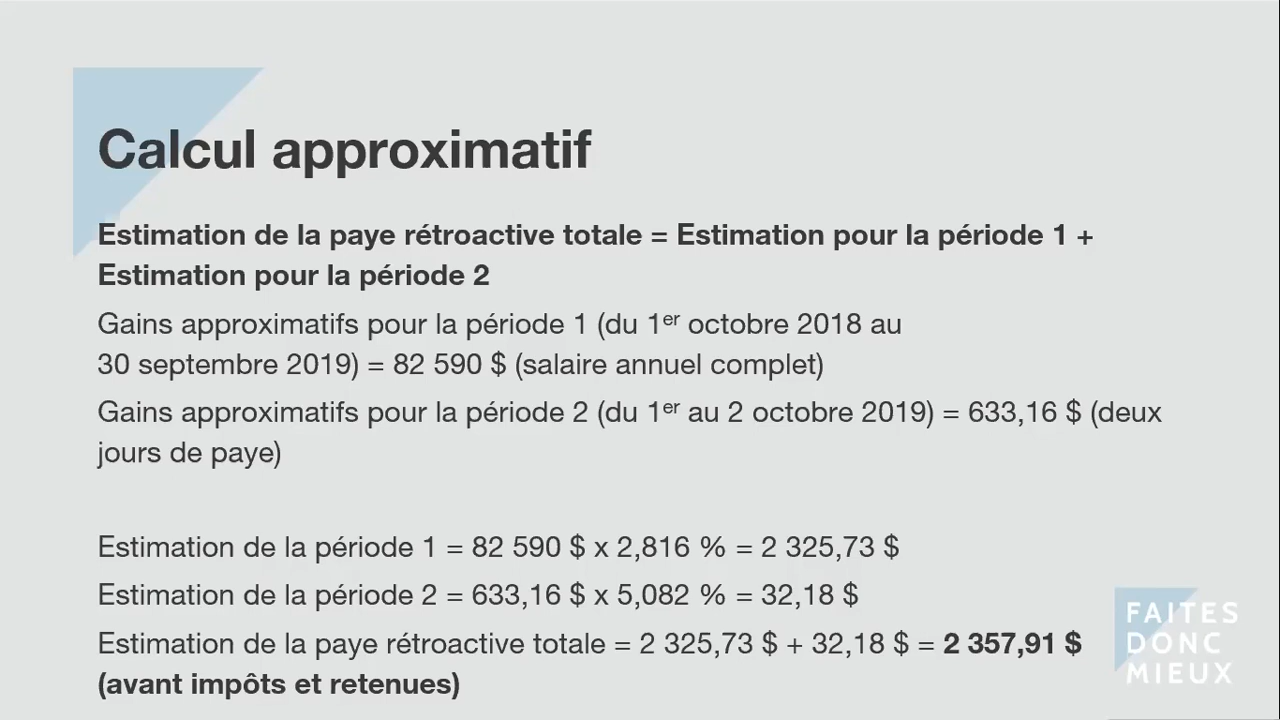 Calcul approximatif
Estimation de la paye rétroactive totale = Estimation pour la période 1 +
Estimation pour la période 2
Gains approximatifs pour la période 1 (du 1er octobre 2018 au
30 septembre 2019) = 82 590 $ (salaire annuel complet)
Gains approximatifs pour la période 2 (du 1er au 2 octobre 2019) = 633,16 $ (deux
jours de paye)
Estimation de la période 1 = 82 590 $ x 2,816 % = 2 325,73 $
Estimation de la période 2 = 633,16 $ x 5,082 % = 32,18 $
Estimation de la paye rétroactive totale = 2 325,73 $ + 32,18 $ = 2 357,91 $
(avant impôts et retenues)
FAITES
DONC
MIEUX